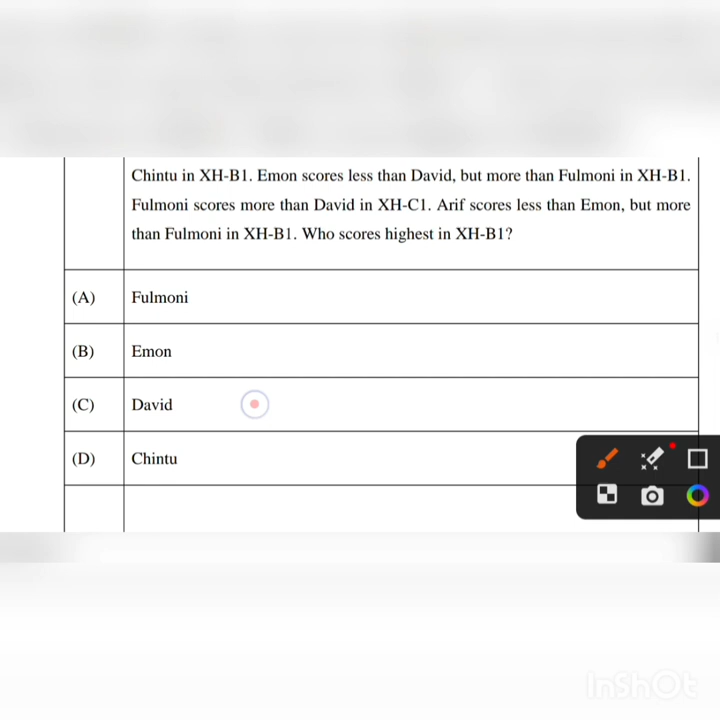 Chintu in XH-B1. Emon scores less than David, but more than Fulmoni in XH-B1.
Fulmoni scores more than David in XH-C1. Arif scores less than Emon, but more
than Fulmoni in XH-B1. Who scores highest in XH-B1?
(A) Fulmoni
(B) Emon
(C) David
(D) Chintu
InShOt